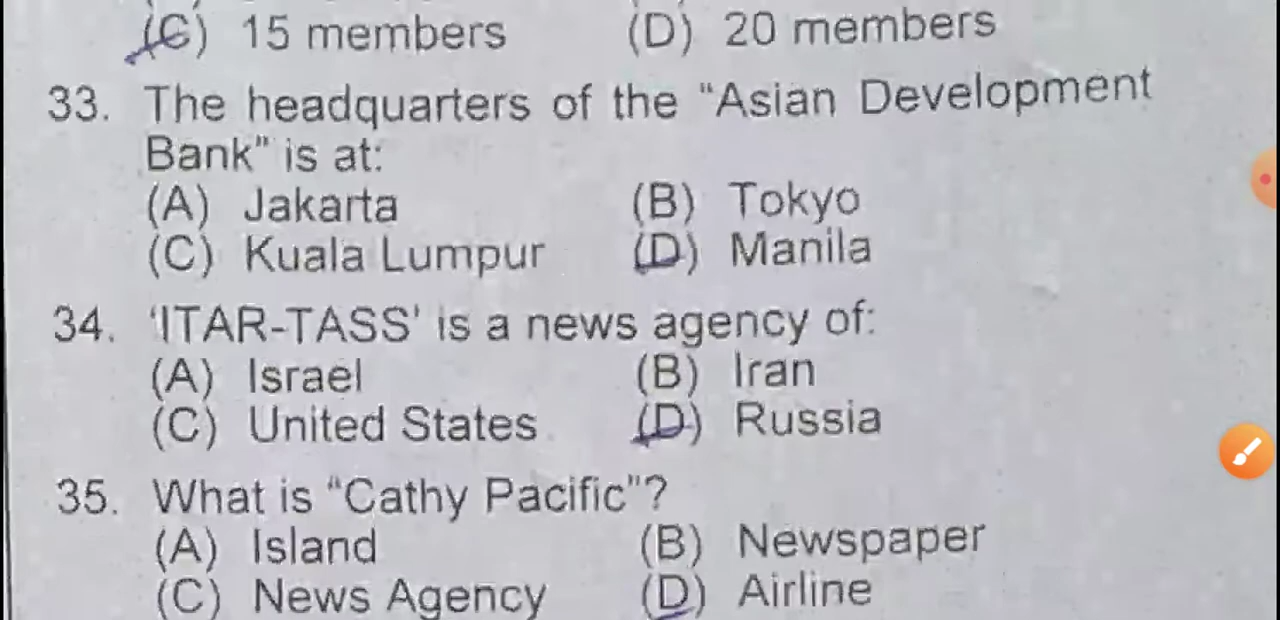 (C) 15 members (D) 20 members
33. The headquarters of the "Asian Development
Bank" is at:
(A) Jakarta (B) Tokyo
(C) Kuala Lumpur (D) Manila
34. 'ITAR-TASS' is a news agency of:
(A) Israel (B) Iran
(C) United States (D) Russia
35. What is "Cathy Pacific"?
(A) Island (B) Newspaper
(C) News Agency (D) Airline